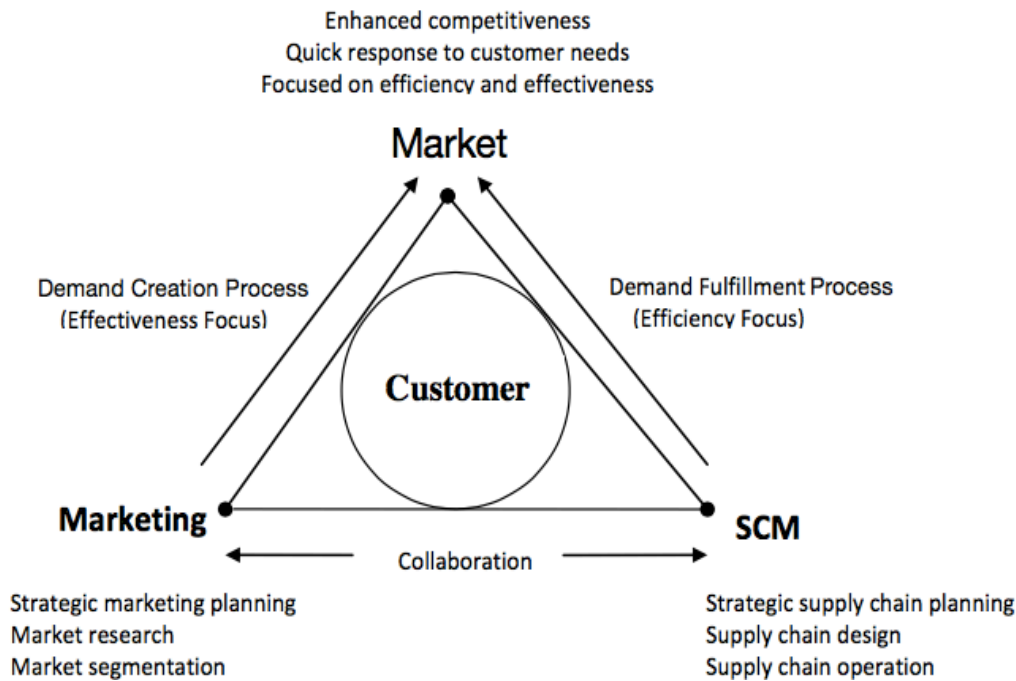 Enhanced competitiveness
Quick response to customer needs
Focused on efficiency and effectiveness
Market
Demand Creation Process
(Effectiveness Focus)
Demand Fulfillment Process
(Efficiency Focus)
Customer
Marketing
SCM
Collaboration
Strategic marketing planning
Market research
Market segmentation
Strategic supply chain planning
Supply chain design
Supply chain operation